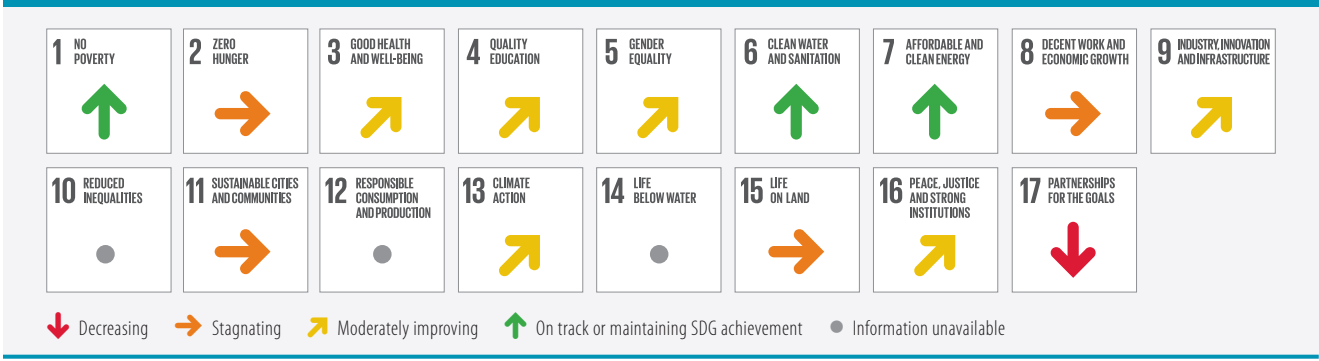 1 NO
POVERTY
2 ZERO
HUNGER
3 GOOD HEALTH
AND WELL-BEING
4 QUALITY
EDUCATION
5 GENDER
EQUALITY
6 CLEAN WATER
AND SANITATION
7 AFFORDABLE AND
CLEAN ENERGY
8 DECENT WORK AND
ECONOMIC GROWTH
9 INDUSTRY, INNOVATION
AND INFRASTRUCTURE
10 REDUCED
INEQUALITIES
11 SUSTAINABLE CITIES
AND COMMUNITIES
12 RESPONSIBLE
CONSUMPTION
AND PRODUCTION
13 CLIMATE
ACTION
14 LIFE
BELOW WATER
15 LIFE
ON LAND
16 PEACE, JUSTICE
AND STRONG
INSTITUTIONS
17 PARTNERSHIPS
FOR THE GOALS
Decreasing Stagnating Moderately improving On track or maintaining SDG achievement Information unavailable